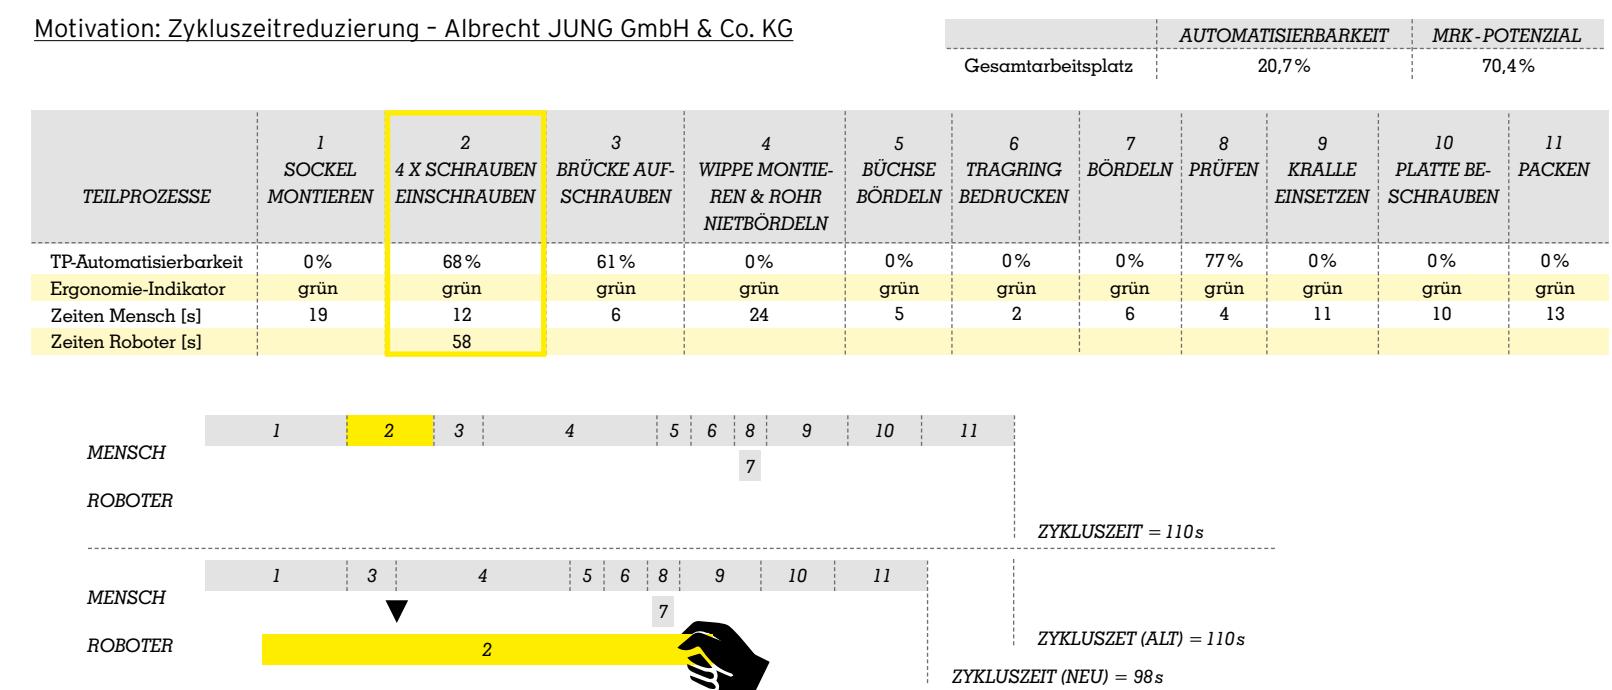 Motivation: Zykluszeitreduzierung – Albrecht JUNG GmbH & Co. KG
AUTOMATISIERBARKEIT MRK-POTENZIAL
Gesamtarbeitsplatz 20,7% 70,4%
1 2 3 4 5 6 7 8 9 10 11
SOCKEL 4 X SCHRAUBEN BRÜCKE AUF- WIPPE MONTIE- BÜCHSE TRAGRING BÖRDELN PRÜFEN KRALLE PLATTE BE- PACKEN
TEILPROZESSE MONTIEREN EINSCHRAUBEN SCHRAUBEN REN & ROHR BÖRDELN BEDRUCKEN EINSETZEN SCHRAUBEN
NIETBÖRDELN
TP-Automatisierbarkeit 0% 68% 61% 0% 0% 0% 0% 77% 0% 0% 0%
Ergonomie-Indikator grün grün grün grün grün grün grün grün grün grün grün
Zeiten Mensch [s] 19 12 6 24 5 2 6 4 11 10 13
Zeiten Roboter [s] 58
1 2 3 4 5 6 8 9 10 11
MENSCH
7
ROBOTER
ZYKLUSZEIT = 110s
1 3 4 5 6 8 9 10 11
MENSCH
7
ROBOTER
2
ZYKLUSZET (ALT) = 110s
ZYKLUSZEIT (NEU) = 98s